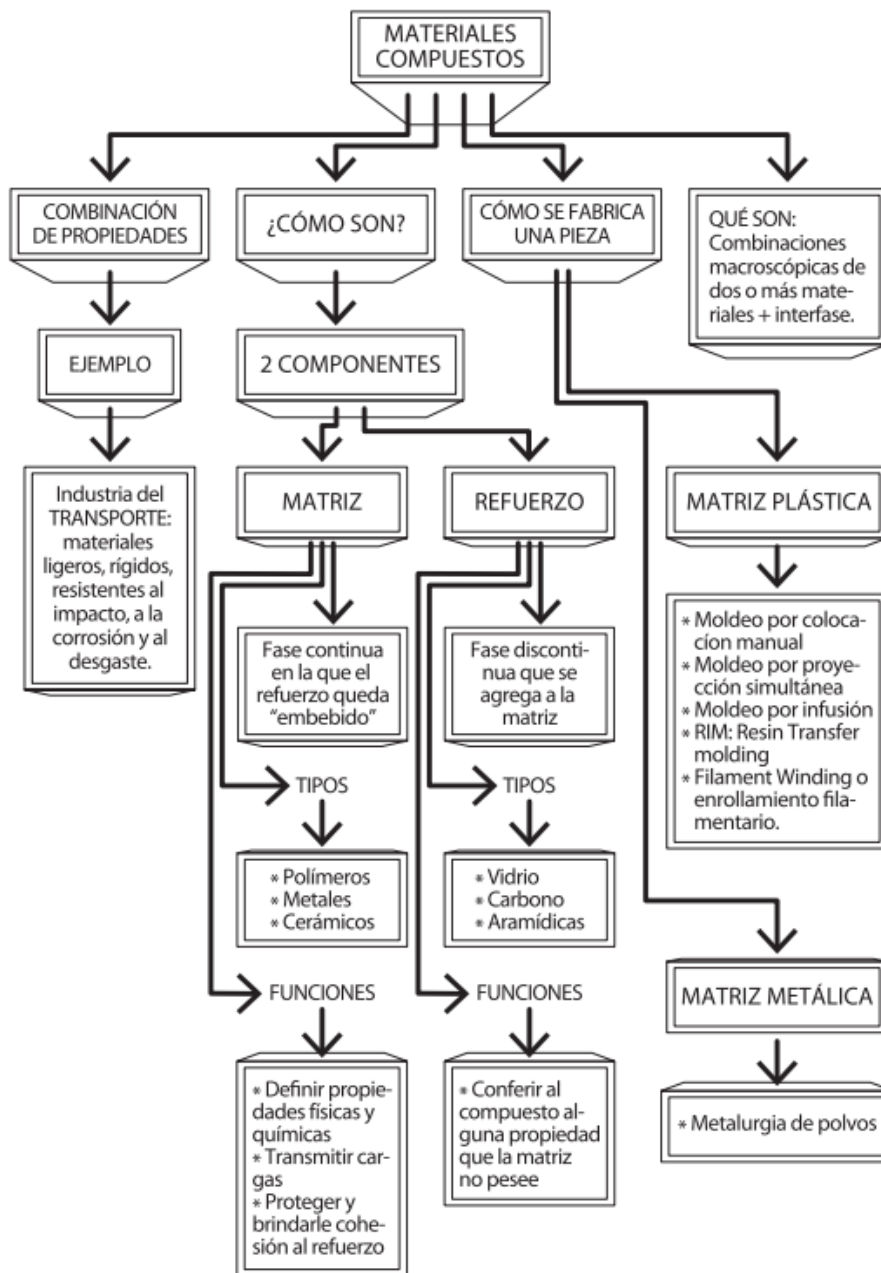 MATERIALES
COMPUESTOS
COMBINACIÓN
DE PROPIEDADES
¿CÓMO SON?
CÓMO SE FABRICA
UNA PIEZA
QUÉ SON:
Combinaciones
macroscópicas de
dos o más mate-
riales + interfase.
EJEMPLO
2 COMPONENTES
Industria del
TRANSPORTE:
materiales
ligeros, rígidos,
resistentes al
impacto, a la
corrosión y al
desgaste.
MATRIZ
REFUERZO
MATRIZ PLÁSTICA
Fase continua
en la que el
refuerzo queda
“embebido”
Fase disconti-
nua que se
agrega a la
matriz
* Moldeo por coloca-
cíon manual
* Moldeo por proye-
cción simultánea
* Moldeo por infusión
* RIM: Resin Transfer
molding
* Filament Winding o
enrollamiento fila-
mentario.
TIPOS
TIPOS
* Polímeros
* Metales
* Cerámicos
* Vidrio
* Carbono
* Aramídicas
MATRIZ METÁLICA
FUNCIONES
FUNCIONES
* Definir propie-
dades físicas y
químicas
* Transmitir car-
gas
* Proteger y
brindarle cohe-
sión al refuerzo
* Conferir al
compuesto al-
guna propiedad
que la matriz
no pesee
* Metalurgia de polvos